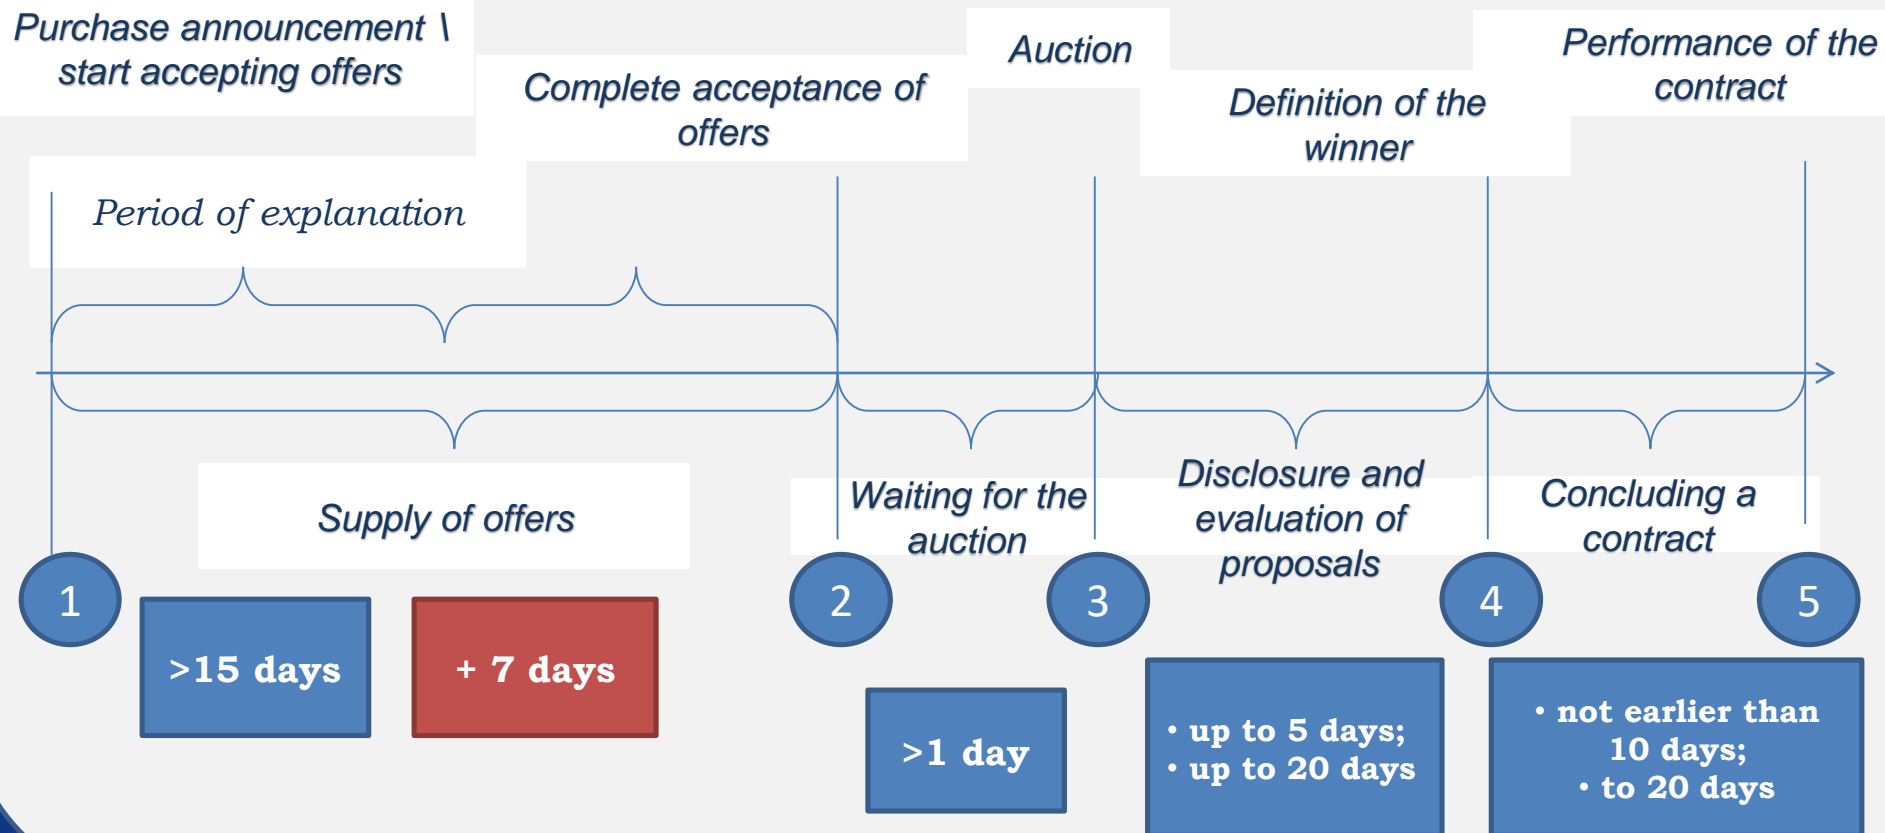 Purchase announcement \
start accepting offers
Complete acceptance of
offers
Auction
Definition of the
winner
Performance of the
contract
Period of explanation
Supply of offers
Waiting for the
auction
Disclosure and
evaluation of
proposals
Concluding a
contract
1
2
3
4
5
>15 days
+ 7 days
>1 day
• up to 5 days;
• up to 20 days
• not earlier than
10 days;
• to 20 days